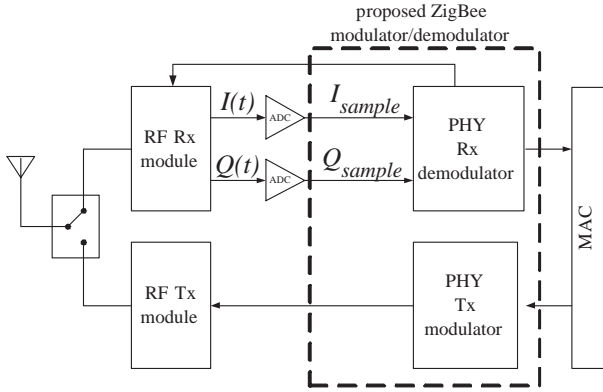 proposed ZigBee
modulator/demodulator
RF Rx
module
I(t)
ADC
I_sample
Q(t)
ADC
Q_sample
PHY
Rx
demodulator
MAC
RF Tx
module
PHY
Tx
modulator